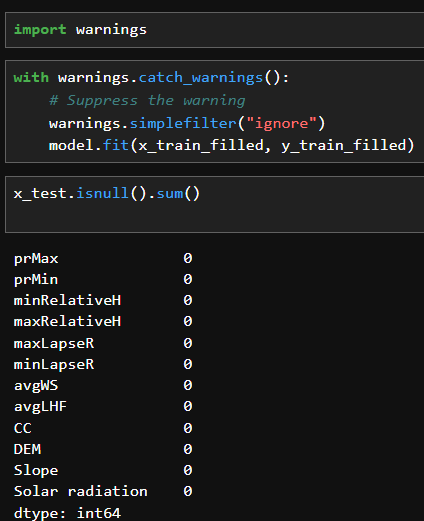 import warnings
with warnings.catch_warnings():
    # Suppress the warning
    warnings.simplefilter("ignore")
    model.fit(x_train_filled, y_train_filled)
x_test.isnull().sum()
prMax              0
prMin              0
minRelativeH       0
maxRelativeH       0
maxLapseR          0
minLapseR          0
avgWS              0
avgLHF             0
CC                 0
DEM                0
Slope              0
Solar radiation    0
dtype: int64